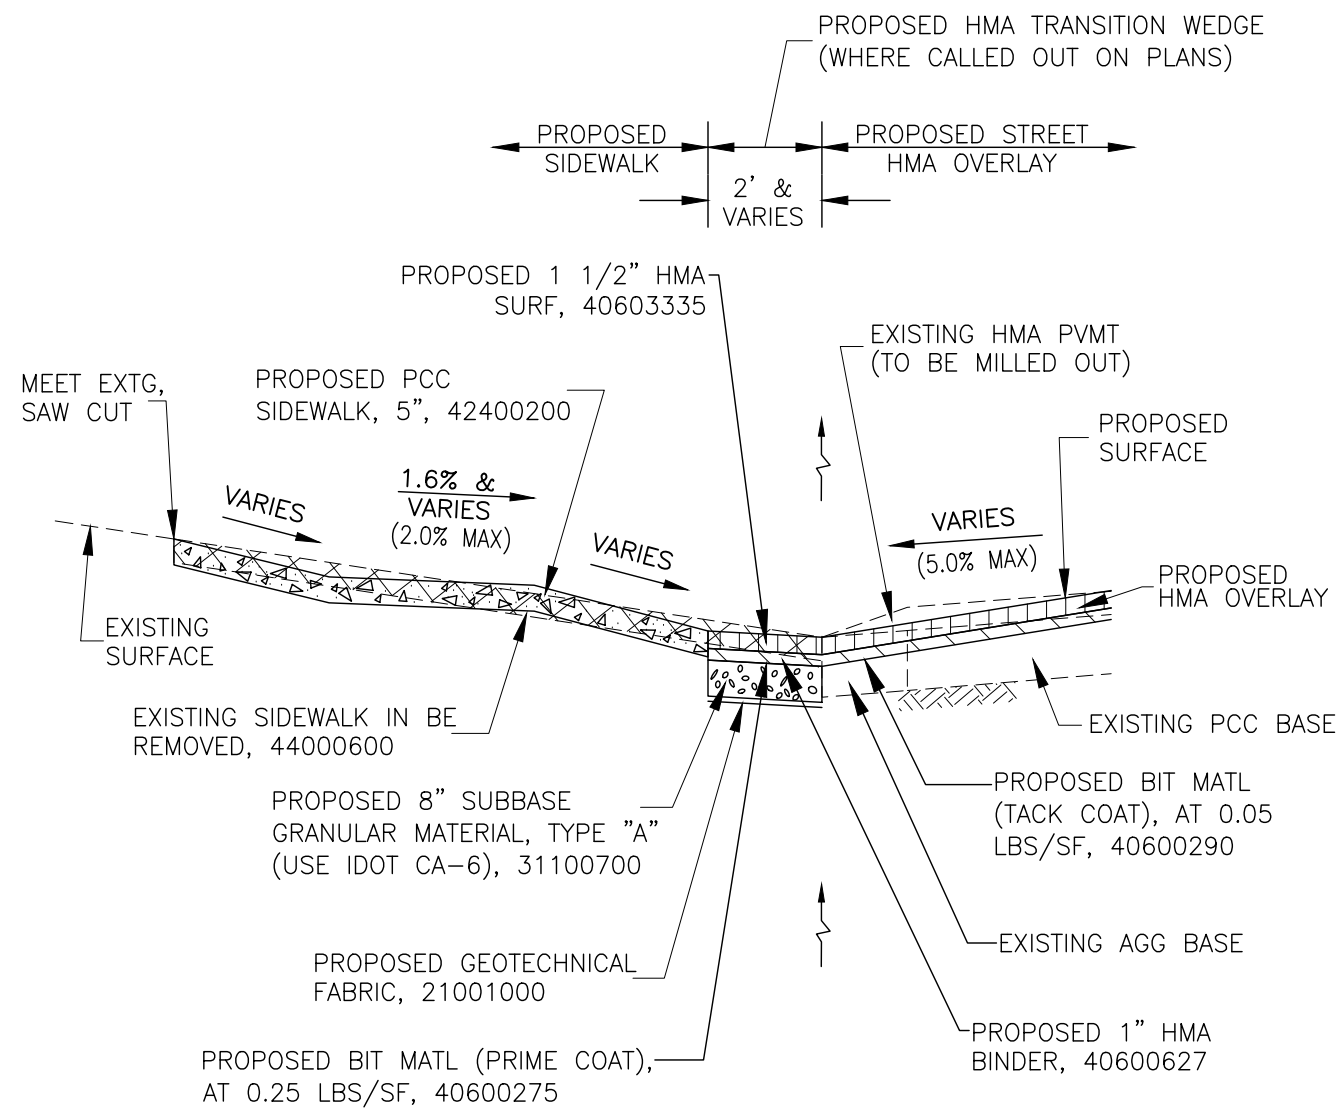 PROPOSED HMA TRANSITION WEDGE
(WHERE CALLED OUT ON PLANS)
PROPOSED
SIDEWALK
PROPOSED STREET
HMA OVERLAY
2' &
VARIES
PROPOSED 1 1/2" HMA
SURF, 40603335
EXISTING HMA PVMT
(TO BE MILLED OUT)
MEET EXTG,
SAW CUT
PROPOSED PCC
SIDEWALK, 5", 42400200
PROPOSED
SURFACE
VARIES
1.6% &
VARIES
(2.0% MAX)
VARIES
VARIES
(5.0% MAX)
PROPOSED
HMA OVERLAY
EXISTING
SURFACE
EXISTING SIDEWALK IN BE
REMOVED, 44000600
EXISTING PCC BASE
PROPOSED 8" SUBBASE
GRANULAR MATERIAL, TYPE "A"
(USE IDOT CA-6), 31100700
PROPOSED BIT MATL
(TACK COAT), AT 0.05
LBS/SF, 40600290
EXISTING AGG BASE
PROPOSED GEOTECHNICAL
FABRIC, 21001000
PROPOSED 1" HMA
BINDER, 40600627
PROPOSED BIT MATL (PRIME COAT),
AT 0.25 LBS/SF, 40600275